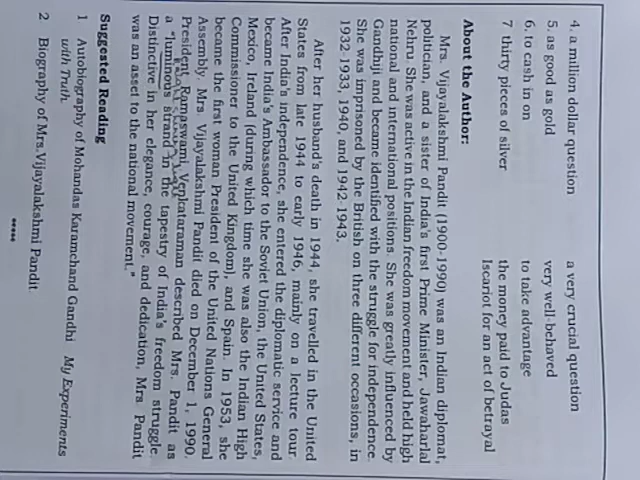 4. a million dollar question a very crucial question
5. as good as gold very well-behaved
6. to cash in on to take advantage
7 thirty pieces of silver the money paid to Judas
Iscariot for an act of betrayal
About the Author:
Mrs. Vijayalakshmi Pandit (1900-1990) was an Indian diplomat,
politician, and a sister of India's first Prime Minister, Jawaharlal
Nehru. She was active in the Indian freedom movement and held high
national and international positions. She was greatly influenced by
Gandhiji and became identified with the struggle for independence.
She was imprisoned by the British on three different occasions, in
1932-1933, 1940, and 1942-1943.
After her husband's death in 1944, she travelled in the United
States from late 1944 to early 1946, mainly on a lecture tour.
After India's independence, she entered the diplomatic service and
became India's Ambassador to the Soviet Union, the United States,
Mexico, Ireland (during which time she was also the Indian High
Commissioner to the United Kingdom), and Spain. In 1953, she
became the first woman President of the United Nations General
Assembly. Mrs. Vijayalakshmi Pandit died on December 1, 1990.
President Ramaswami Venkataraman described Mrs. Pandit as
a "luminous strand in the tapestry of India's freedom struggle.
Distinctive in her elegance, courage, and dedication, Mrs Pandit
was an asset to the national movement."
Suggested Reading
1 Autobiography of Mohandas Karamchand Gandhi My Experiments
with Truth.
2 Biography of Mrs.Vijayalakshmi Pandit
*****